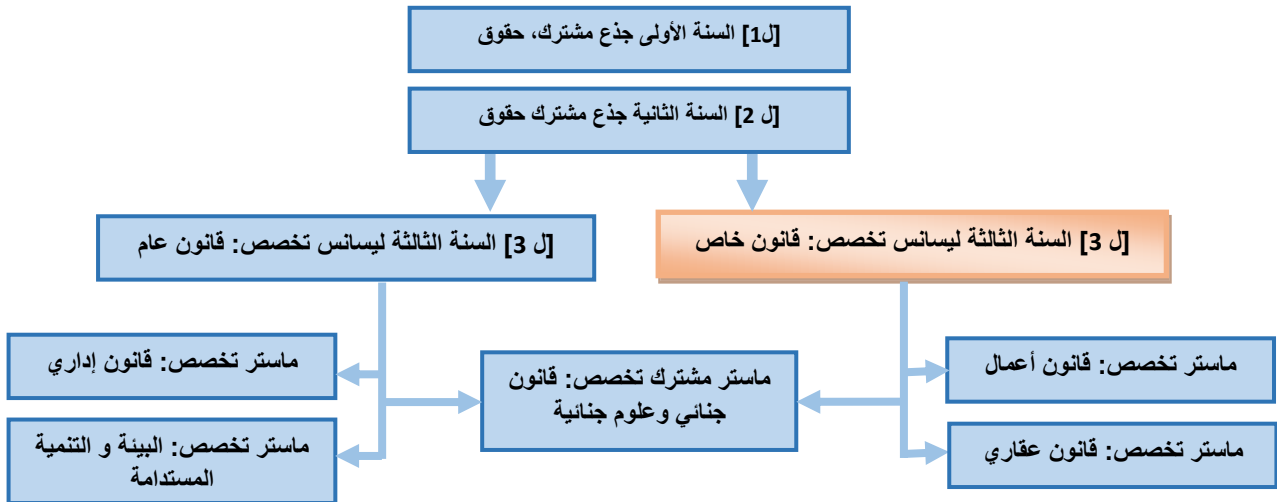 [ل1] السنة الأولى جذع مشترك، حقوق
[ل 2] السنة الثانية جذع مشترك حقوق
[ل 3] السنة الثالثة ليسانس تخصص: قانون خاص
[ل 3] السنة الثالثة ليسانس تخصص: قانون عام
ماستر تخصص: قانون أعمال
ماستر مشترك تخصص: قانون
جنائي وعلوم جنائية
ماستر تخصص: قانون إداري
ماستر تخصص: قانون عقاري
ماستر تخصص: البيئة و التنمية
المستدامة